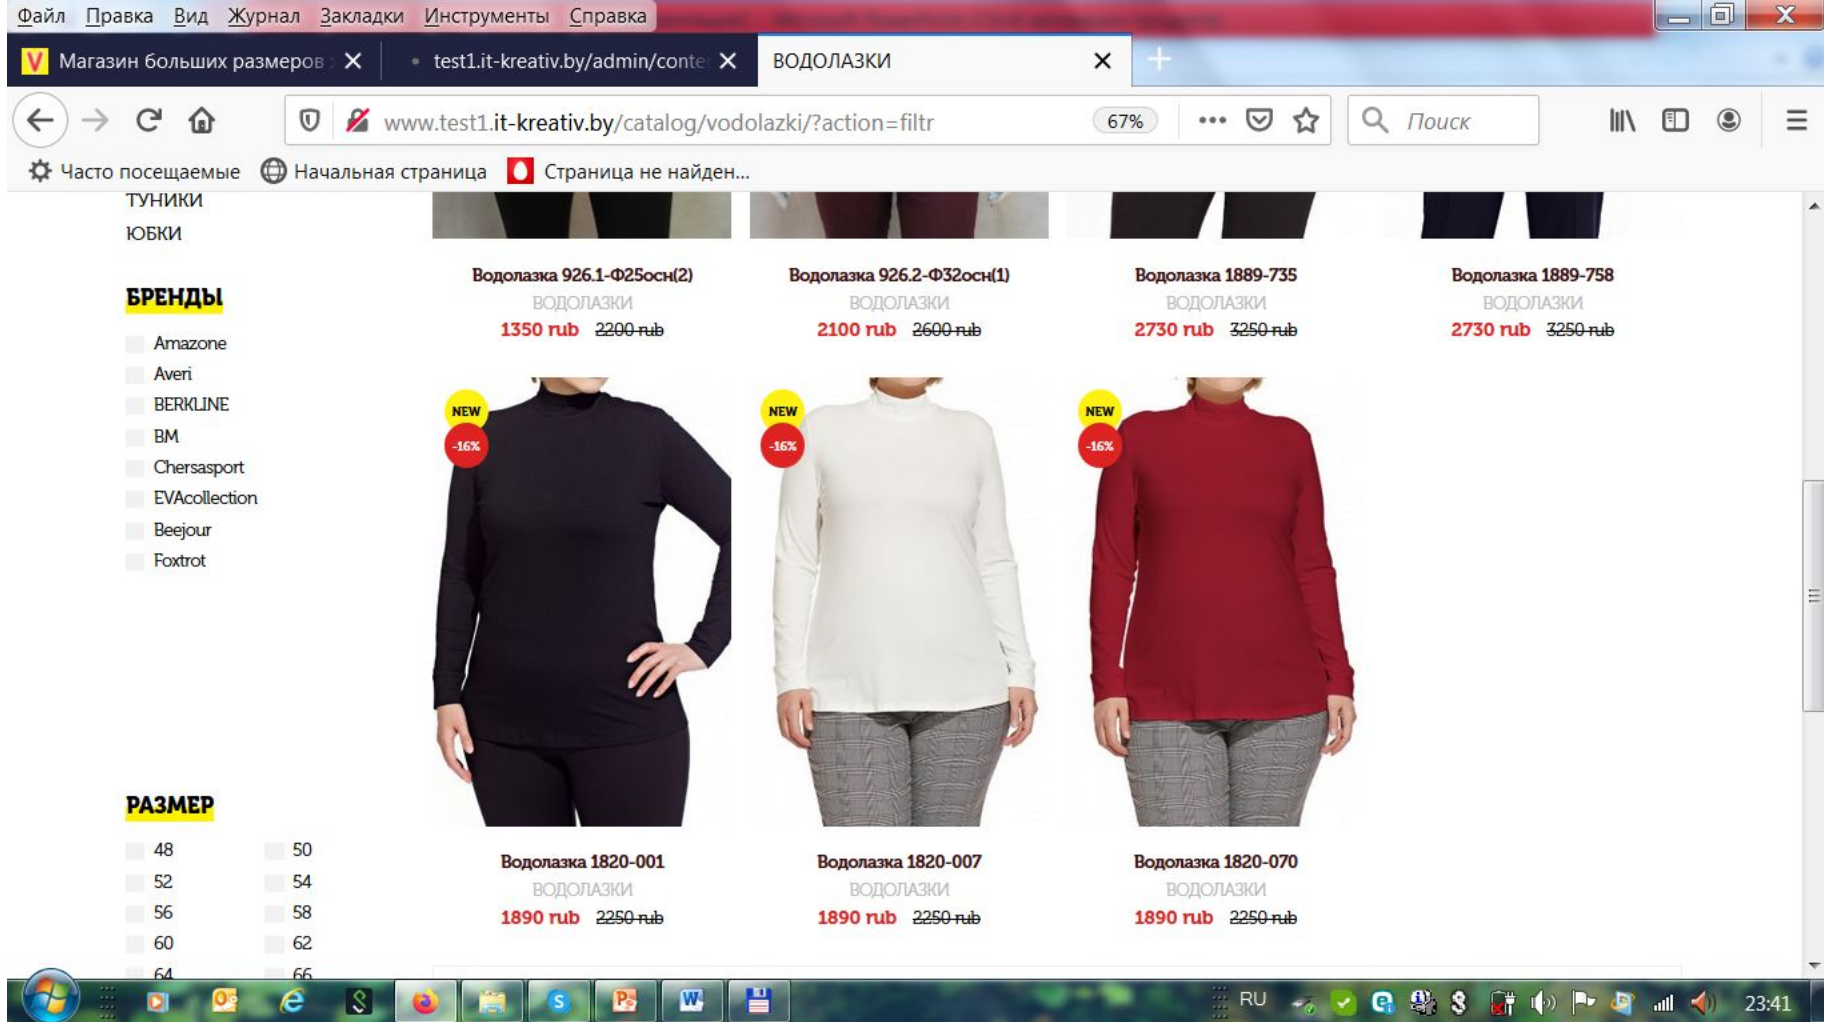 Файл Правка Вид Журнал Закладки Инструменты Справка
V Магазин больших размеров
test1.it-kreativ.by/admin/conte
ВОДОЛАЗКИ
www.test1.it-kreativ.by/catalog/vodolazki/?action=filtr
67%
Поиск
Часто посещаемые Начальная страница Страница не найден...
ТУНИКИ
ЮБКИ
БРЕНДЫ
Amazone
Averi
BERKLINE
BM
Chersasport
EVAcollection
Beejour
Foxtrot
РАЗМЕР
48 50
52 54
56 58
60 62
64 66
Водолазка 926.1-Ф25осн(2)
ВОДОЛАЗКИ
1350 rub 2200 rub
Водолазка 926.2-Ф32осн(1)
ВОДОЛАЗКИ
2100 rub 2600 rub
Водолазка 1889-735
ВОДОЛАЗКИ
2730 rub 3250 rub
Водолазка 1889-758
ВОДОЛАЗКИ
2730 rub 3250 rub
NEW
-16%
Водолазка 1820-001
ВОДОЛАЗКИ
1890 rub 2250 rub
NEW
-16%
Водолазка 1820-007
ВОДОЛАЗКИ
1890 rub 2250 rub
NEW
-16%
Водолазка 1820-070
ВОДОЛАЗКИ
1890 rub 2250 rub
RU
23:41